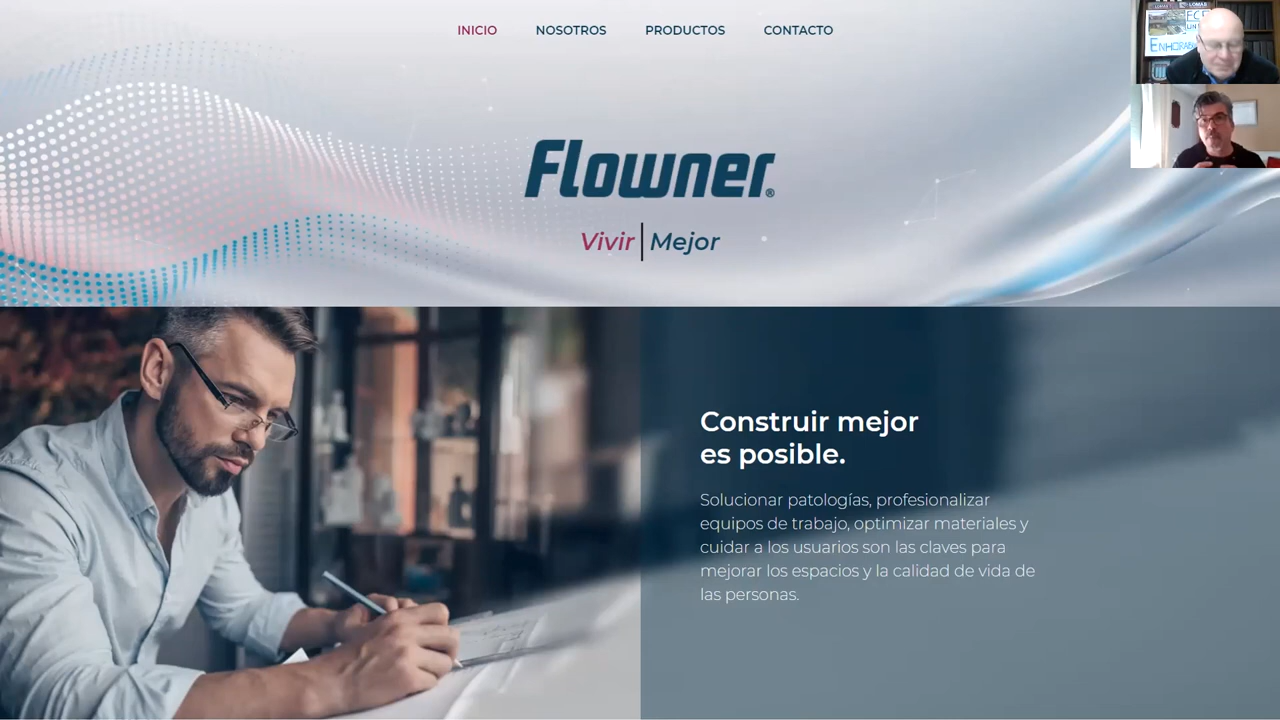 INICIO
NOSOTROS
PRODUCTOS
CONTACTO
Flowner®
Vivir | Mejor
Construir mejor
es posible.
Solucionar patologías, profesionalizar
equipos de trabajo, optimizar materiales y
cuidar a los usuarios son las claves para
mejorar los espacios y la calidad de vida de
las personas.